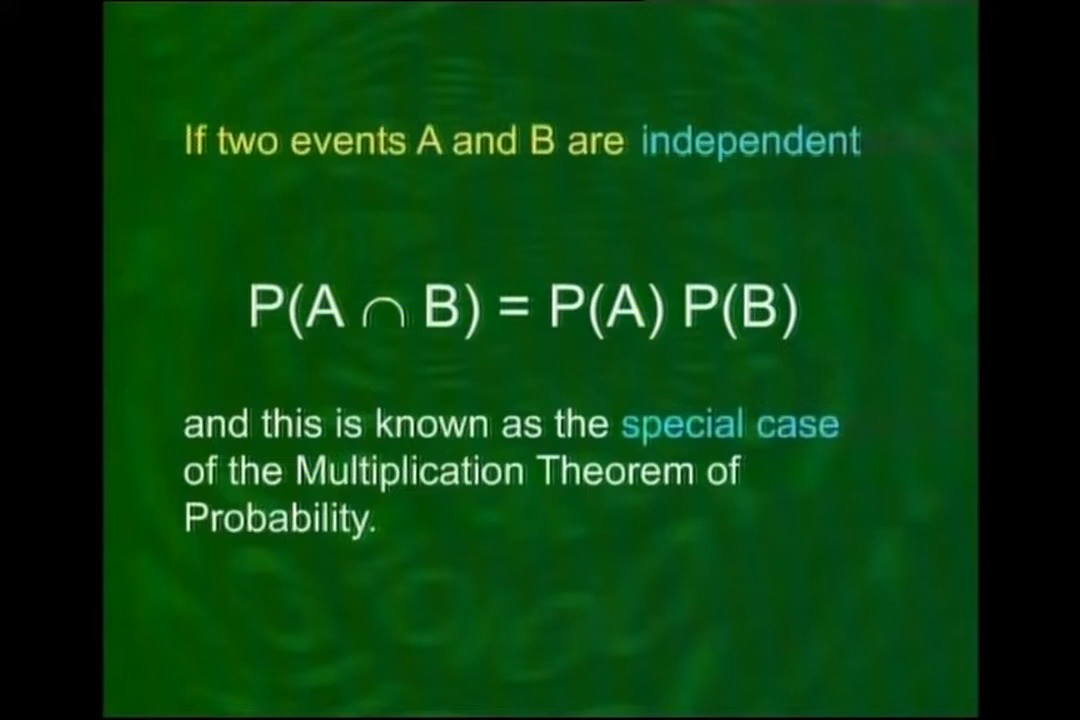 If two events A and B are independent
P(A ∩ B) = P(A) P(B)
and this is known as the special case
of the Multiplication Theorem of
Probability.